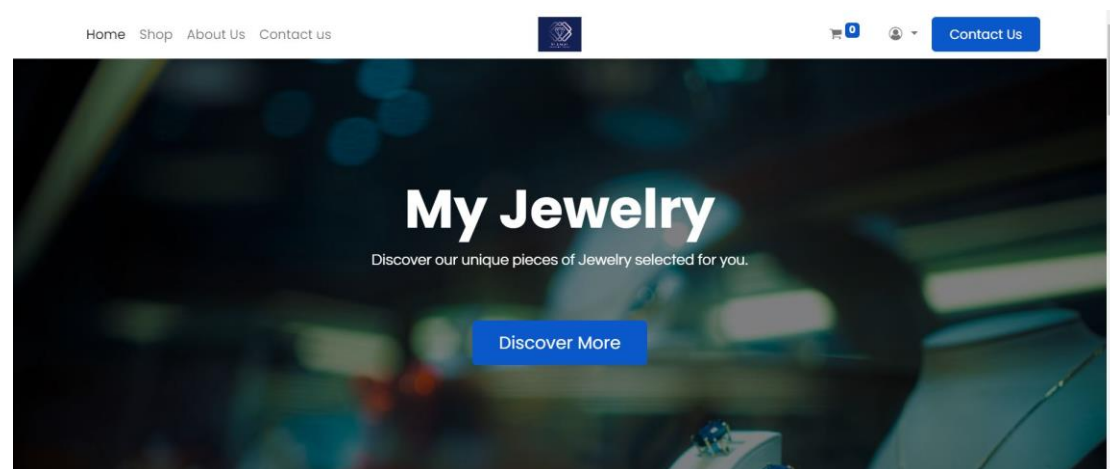 Home Shop About Us Contact us
0
Contact Us
My Jewelry
Discover our unique pieces of Jewelry selected for you.
Discover More